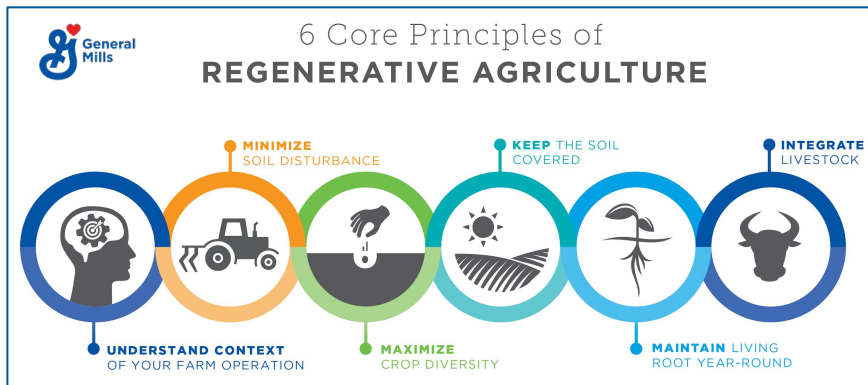 General
Mills
6 Core Principles of
REGENERATIVE AGRICULTURE
MINIMIZE
SOIL DISTURBANCE
KEEP THE SOIL
COVERED
INTEGRATE
LIVESTOCK
UNDERSTAND CONTEXT
OF YOUR FARM OPERATION
MAXIMIZE
CROP DIVERSITY
MAINTAIN LIVING
ROOT YEAR-ROUND